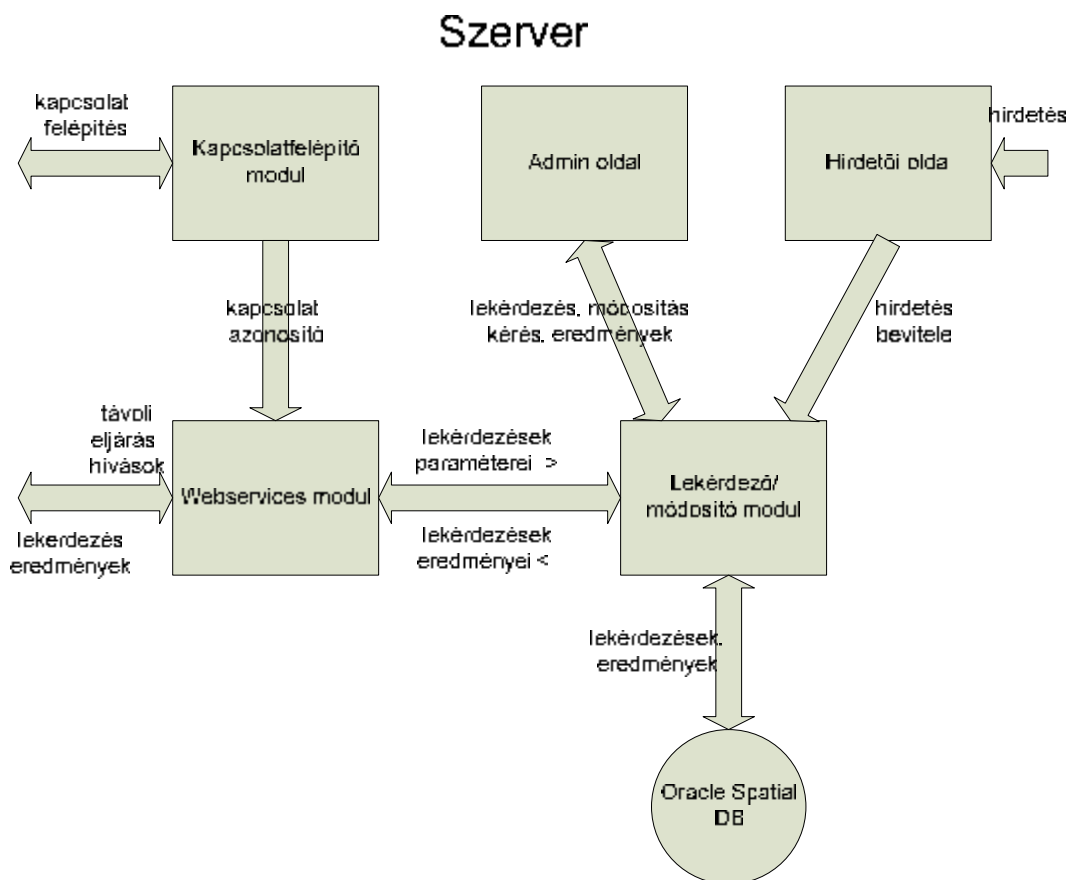 Szerver
kapcsolat
felépítés
Kapcsolatfelépítő
modul
Admin oldal
Hirdetői olda
hirdetés
kapcsolat
azonosító
lekérdezés, módosítás
kérés, eredmények
hirdetés
bevitele
távoli
eljárás
hívások
Webservices modul
lekerdezés
eredmények
lekérdezések
paraméterei >
lekérdezések
eredményei <
Lekérdező/
módosító modul
lekérdezések,
eredmények
Oracle Spatial
DB